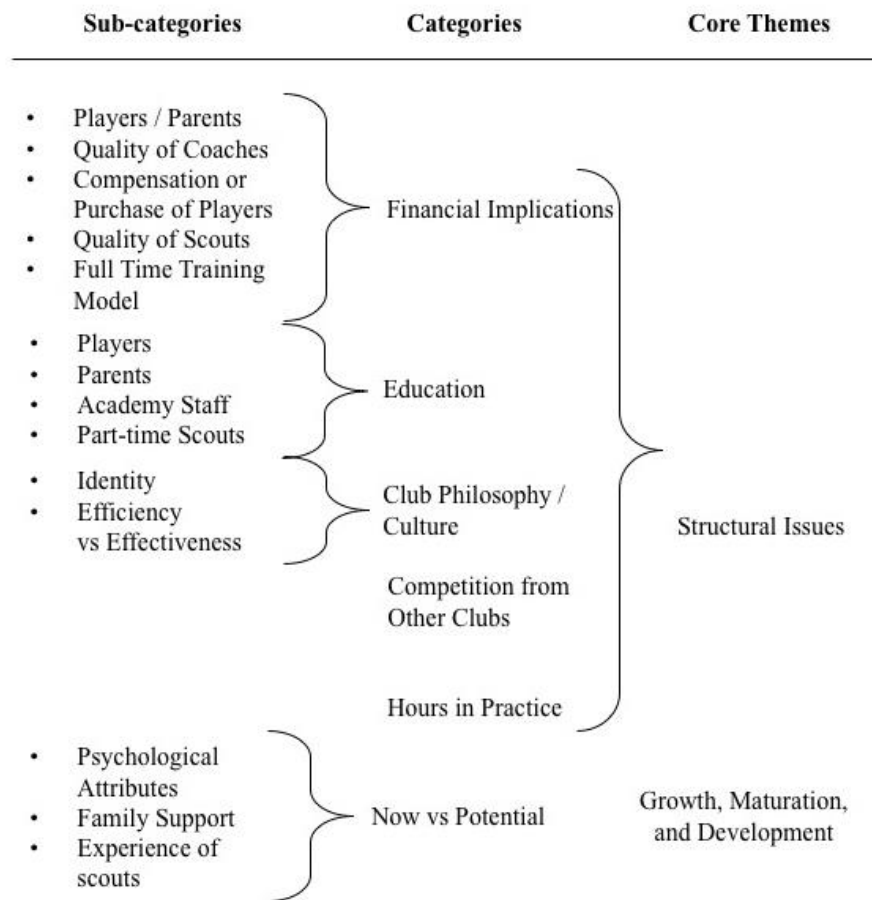 Sub-categories Categories Core Themes
• Players / Parents
• Quality of Coaches
• Compensation or
Purchase of Players
• Quality of Scouts
• Full Time Training
Model
Financial Implications
• Players
• Parents
• Academy Staff
• Part-time Scouts
Education
• Identity
• Efficiency
vs Effectiveness
Club Philosophy /
Culture
Competition from
Other Clubs
Hours in Practice
Structural Issues
• Psychological
Attributes
• Family Support
• Experience of
scouts
Now vs Potential
Growth, Maturation,
and Development